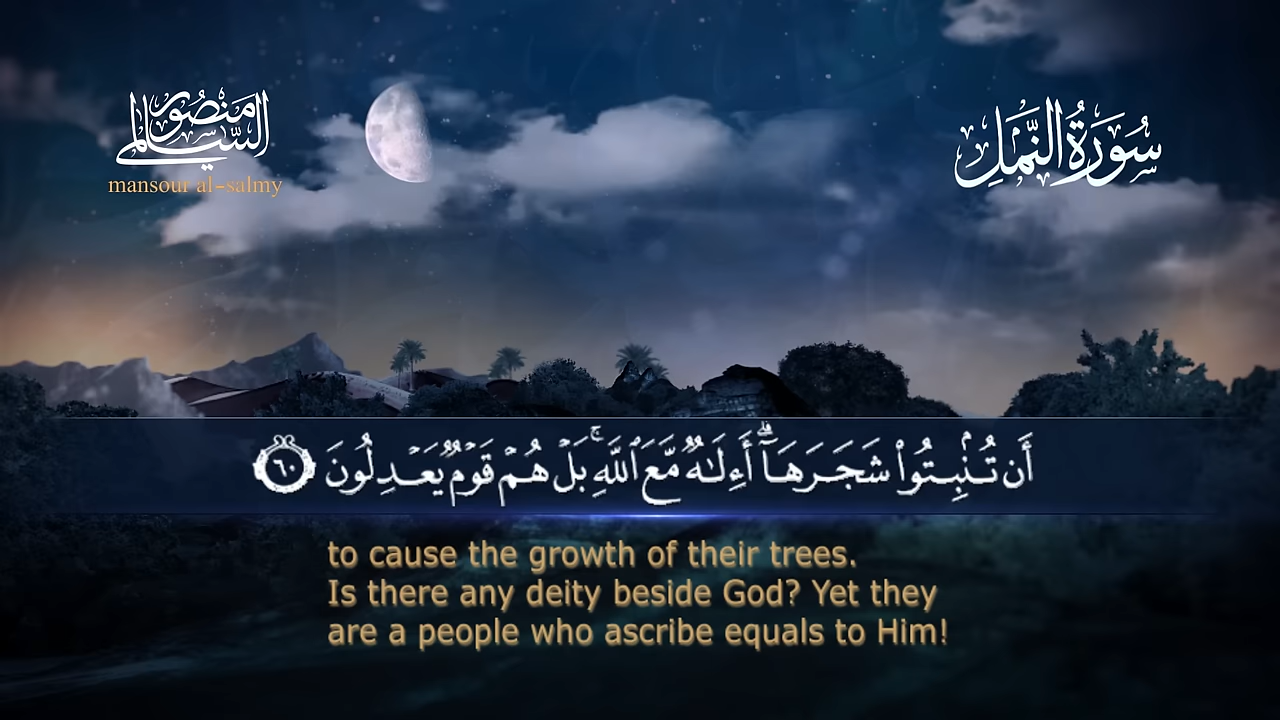 منصور السالمي
mansour al-salmy
سُورَةُ النَّمْلِ
أَن تُنۢبِتُوا۟ شَجَرَهَآ ۗ أَءِلَـٰهٌ مَّعَ ٱللَّهِ ۚ بَلْ هُمْ قَوْمٌ يَعْدِلُونَ ٦٠
to cause the growth of their trees.
Is there any deity beside God? Yet they
are a people who ascribe equals to Him!